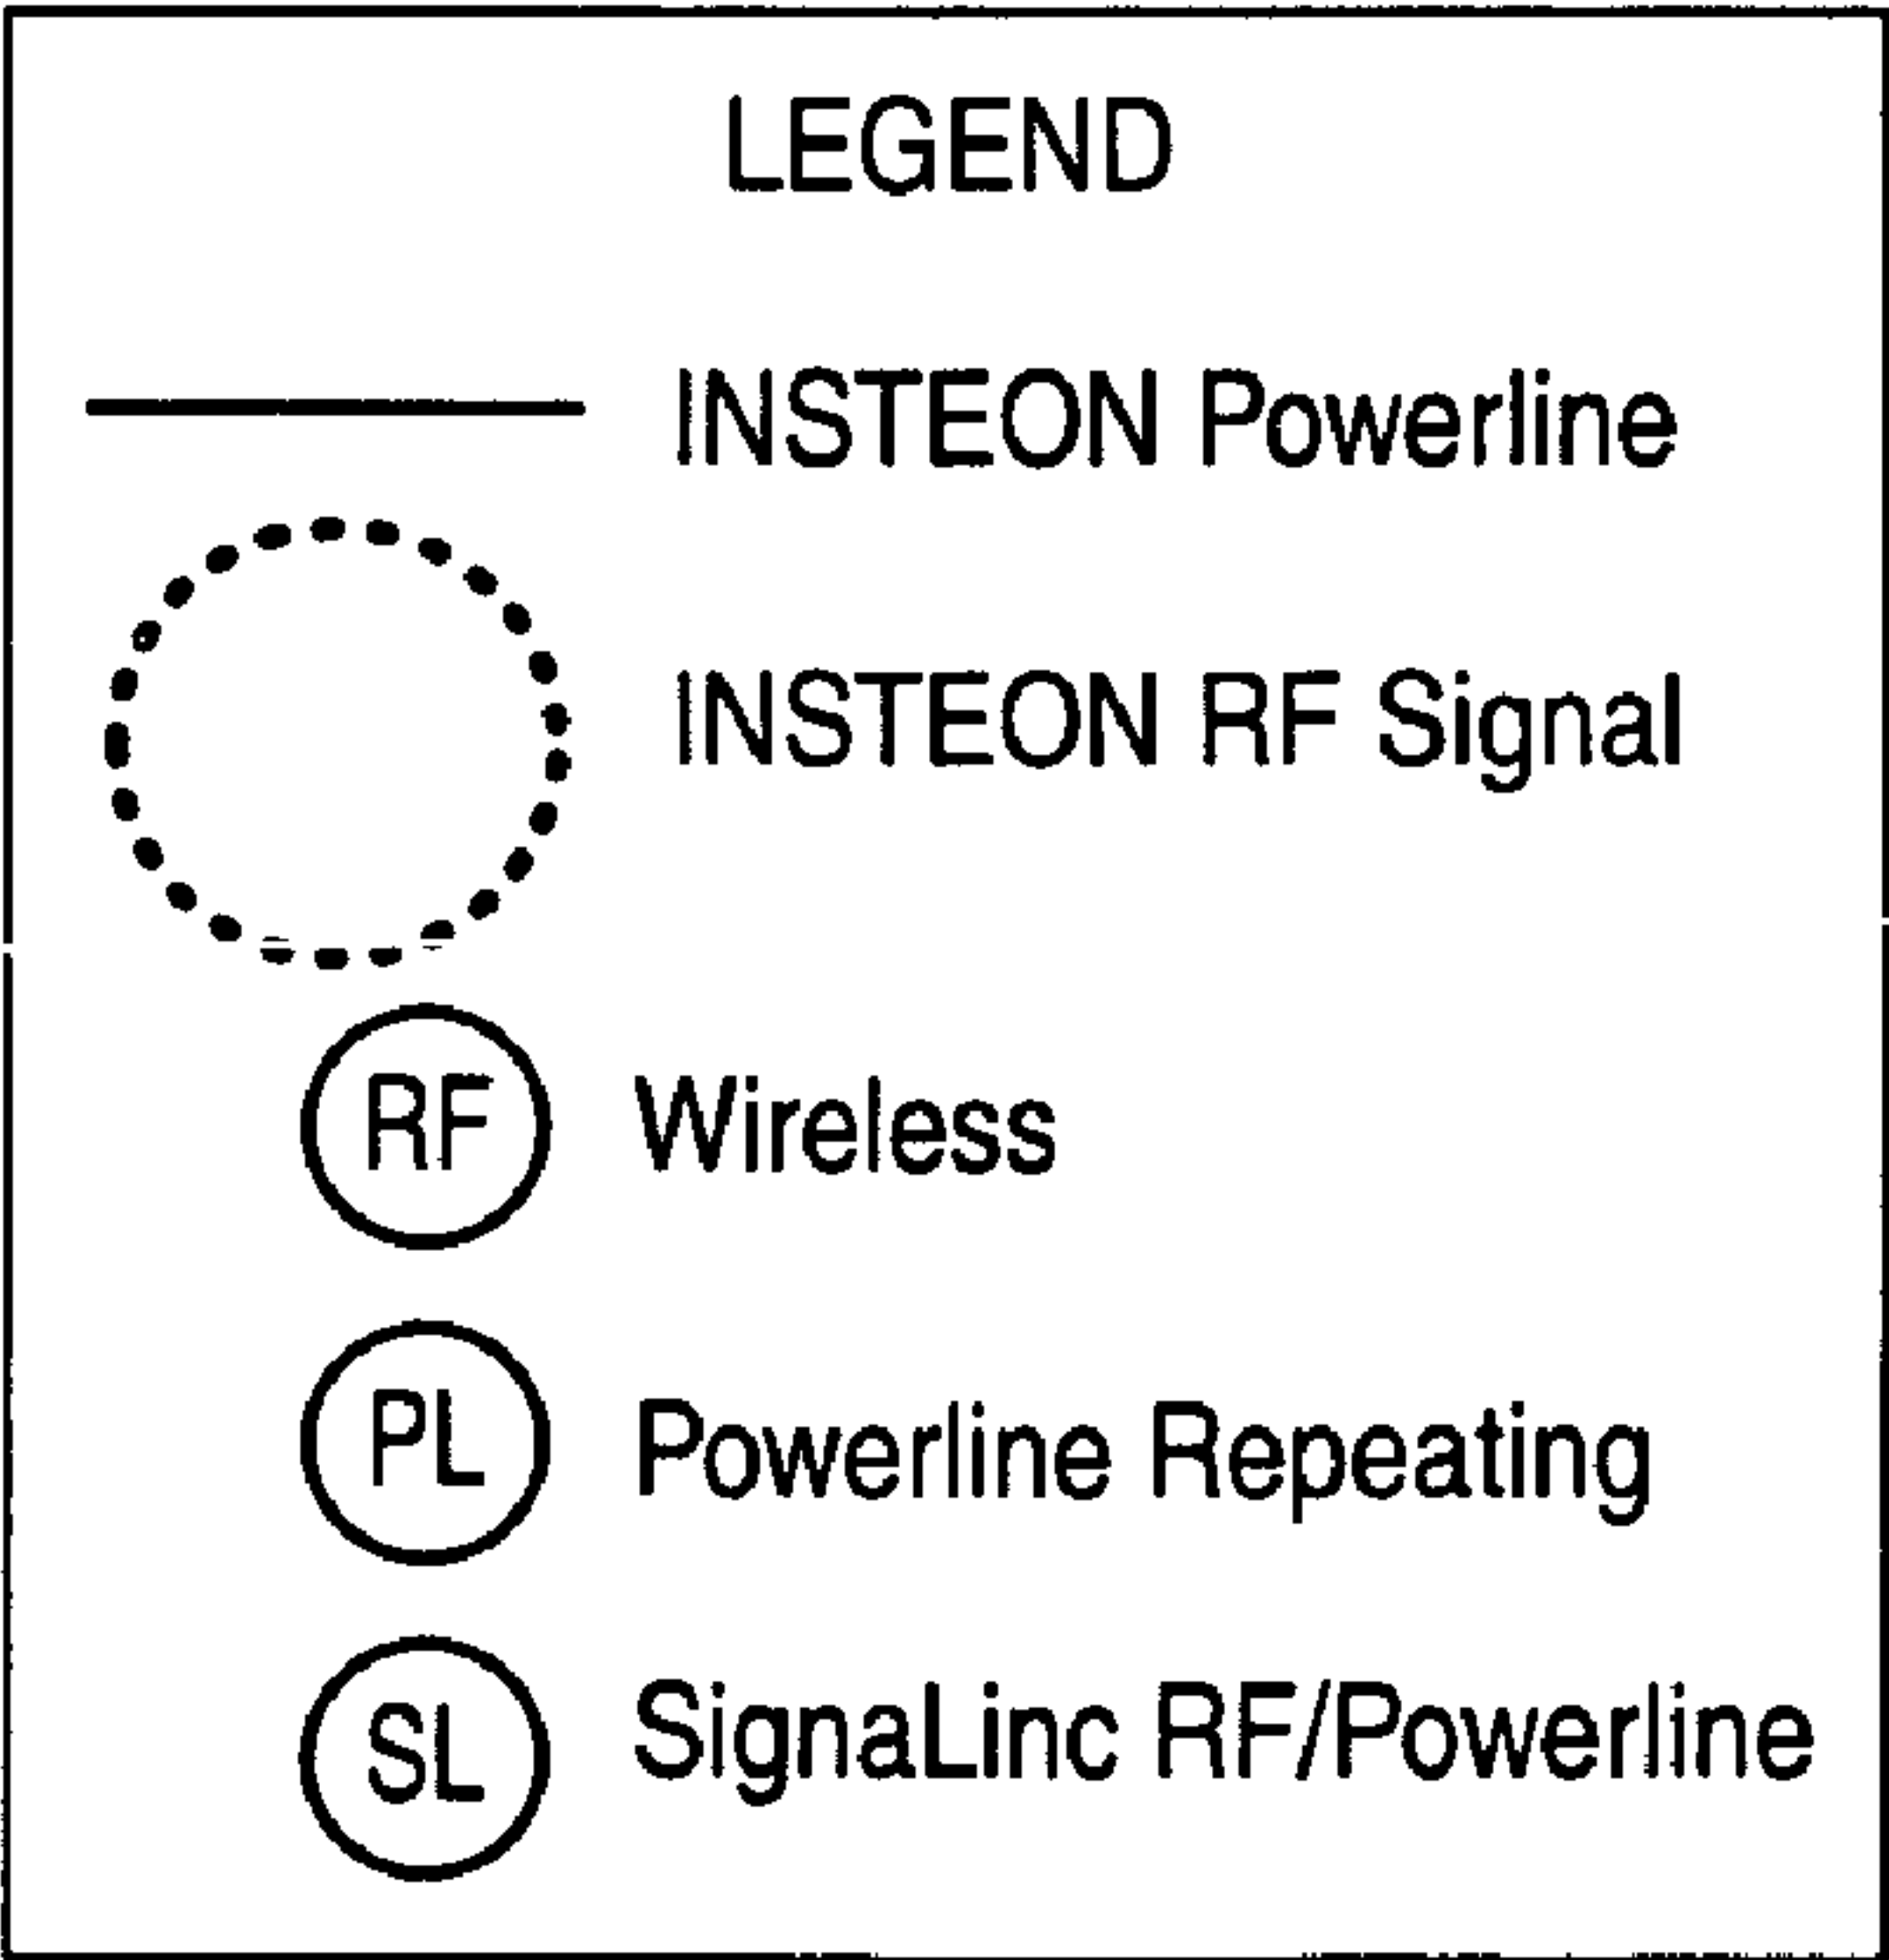 LEGEND
INSTEON Powerline
INSTEON RF Signal
RF Wireless
PL Powerline Repeating
SL SignaLinc RF/Powerline